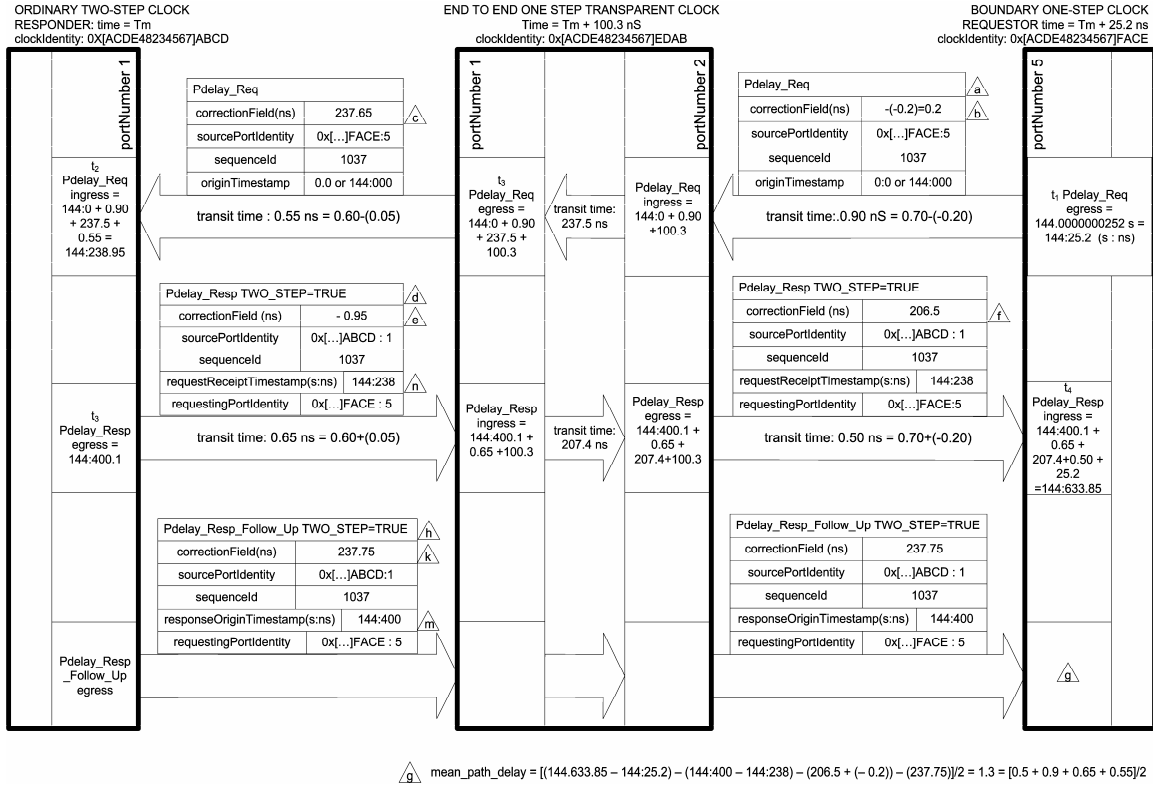 ORDINARY TWO-STEP CLOCK
RESPONDER: time = Tm
clockIdentity: 0X[ACDE48234567]ABCD
END TO END ONE STEP TRANSPARENT CLOCK
Time = Tm + 100.3 nS
clockIdentity: 0x[ACDE48234567]EDAB
BOUNDARY ONE-STEP CLOCK
REQUESTOR time = Tm + 25.2 ns
clockIdentity: 0x[ACDE48234567]FACE
portNumber 1
portNumber 1
portNumber 2
portNumber 5
Pdelay_Req
correctionField(ns) 237.65
c
sourcePortIdentity 0x[...]FACE:5
sequenceId 1037
originTimestamp 0.0 or 144:000
transit time : 0.55 ns = 0.60-(0.05)
Pdelay_Req
a
correctionField(ns) -(-0.2)=0.2
b
sourcePortIdentity 0x[...]FACE:5
sequenceId 1037
originTimestamp 0:0 or 144:000
transit time:.0.90 nS = 0.70-(-0.20)
t2
Pdelay_Req
ingress =
144:0 + 0.90
+ 237.5 +
0.55 =
144:238.95
t3
Pdelay_Req
egress =
144:0 + 0.90
+ 237.5 +
100.3
transit time:
237.5 ns
Pdelay_Req
ingress =
144:0 + 0.90
+100.3
t1 Pdelay_Req
egress =
144.0000000252 s =
144:25.2 (s : ns)
Pdelay_Resp TWO_STEP=TRUE
d
correctionField (ns) - 0.95
e
sourcePortIdentity 0x[...]ABCD : 1
sequenceId 1037
requestReceiptTimestamp(s:ns) 144:238
n
requestingPortIdentity 0x[...]FACE : 5
transit time: 0.65 ns = 0.60+(0.05)
Pdelay_Resp TWO_STEP=TRUE
correctionField (ns) 206.5
f
sourcePortIdentity 0x[...]ABCD : 1
sequenceId 1037
requestReceiptTimestamp(s:ns) 144:238
requestingPortIdentity 0x[...]FACE:5
transit time: 0.50 ns = 0.70+(-0.20)
t3
Pdelay_Resp
egress =
144:400.1
Pdelay_Resp
ingress =
144:400.1 +
0.65 +100.3
transit time:
207.4 ns
Pdelay_Resp
egress =
144:400.1 +
0.65 +
207.4+100.3
t4
Pdelay_Resp
ingress =
144:400.1 +
0.65 +
207.4+0.50 +
25.2
=144:633.85
Pdelay_Resp_Follow_Up TWO_STEP=TRUE
h
correctionField(ns) 237.75
k
sourcePortIdentity 0x[...]ABCD:1
sequenceId 1037
responseOriginTimestamp(s:ns) 144:400
m
requestingPortIdentity 0x[...]FACE : 5
Pdelay_Resp_Follow_Up TWO_STEP=TRUE
correctionField (ns) 237.75
sourcePortIdentity 0x[...]ABCD : 1
sequenceId 1037
responseOriginTimestamp(s:ns) 144:400
requestingPortIdentity 0x[...]FACE : 5
Pdelay_Resp
_Follow_Up
egress
g
g mean_path_delay = [(144.633.85 – 144:25.2) – (144:400 – 144:238) – (206.5 + (– 0.2)) – (237.75)]/2 = 1.3 = [0.5 + 0.9 + 0.65 + 0.55]/2